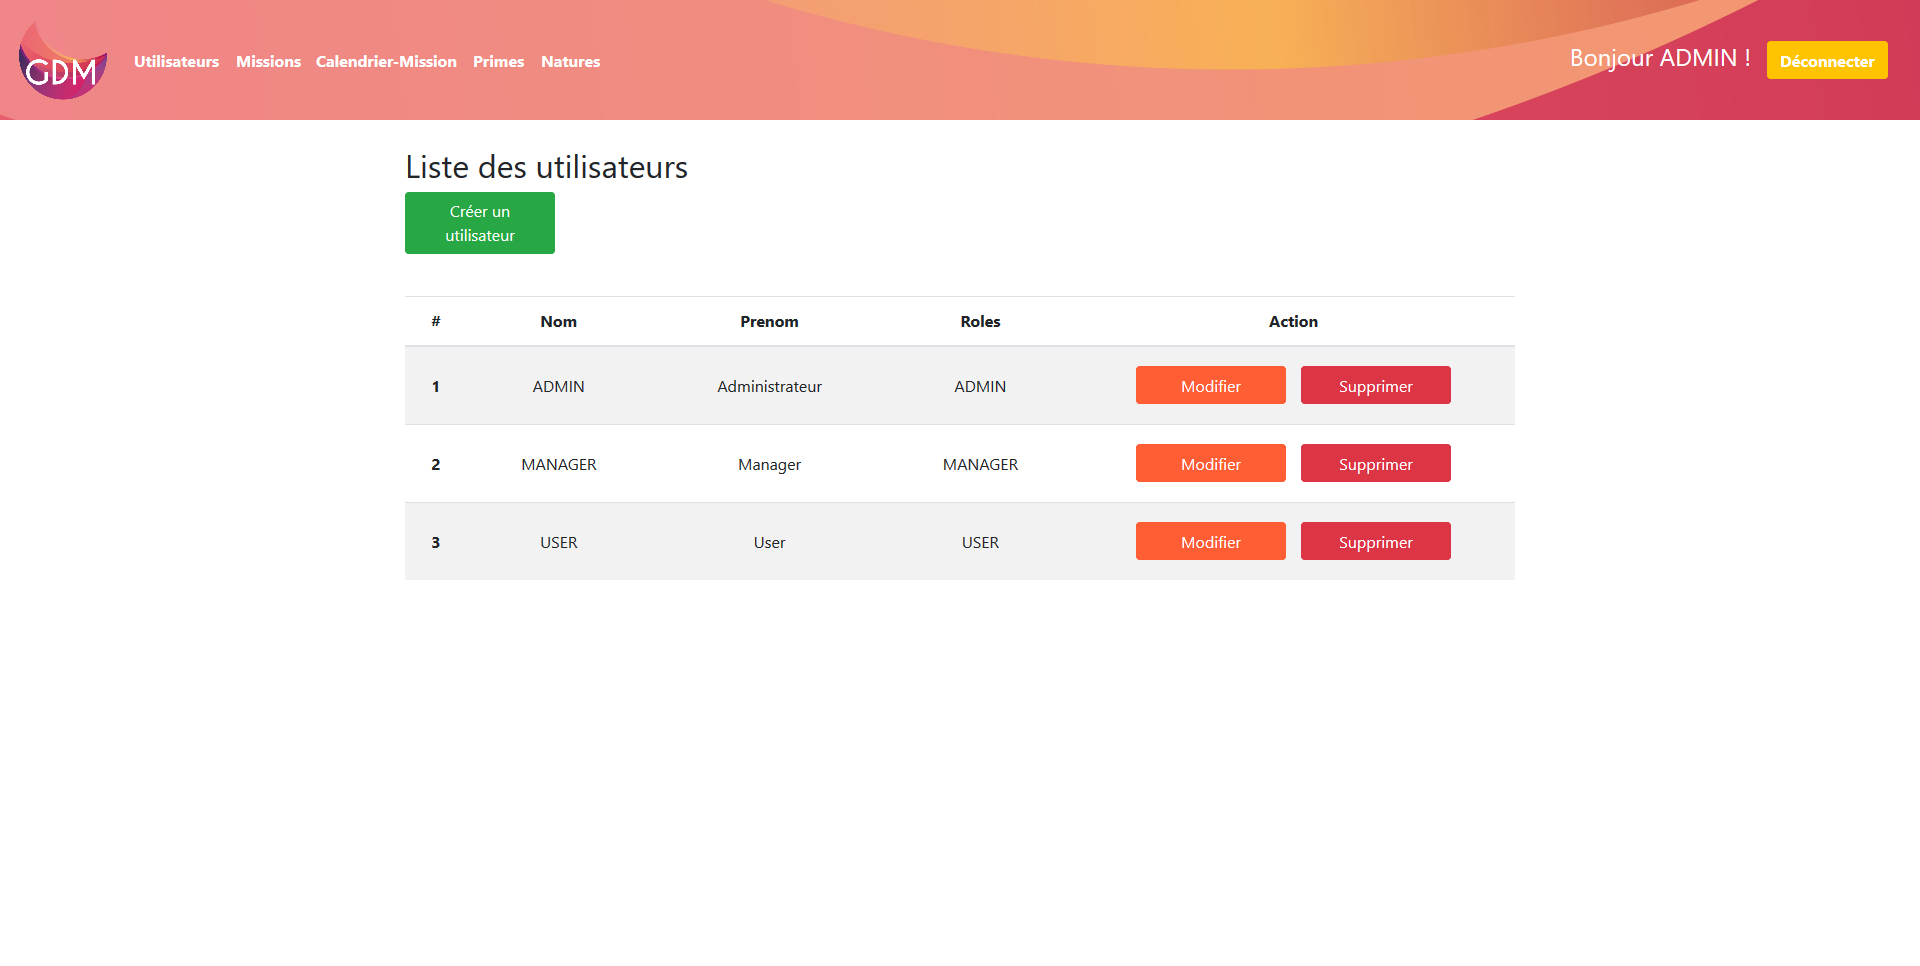 GDM
Utilisateurs Missions Calendrier-Mission Primes Natures
Bonjour ADMIN ! Déconnecter
Liste des utilisateurs
Créer un
utilisateur
# Nom Prenom Roles Action
1 ADMIN Administrateur ADMIN Modifier Supprimer
2 MANAGER Manager MANAGER Modifier Supprimer
3 USER User USER Modifier Supprimer